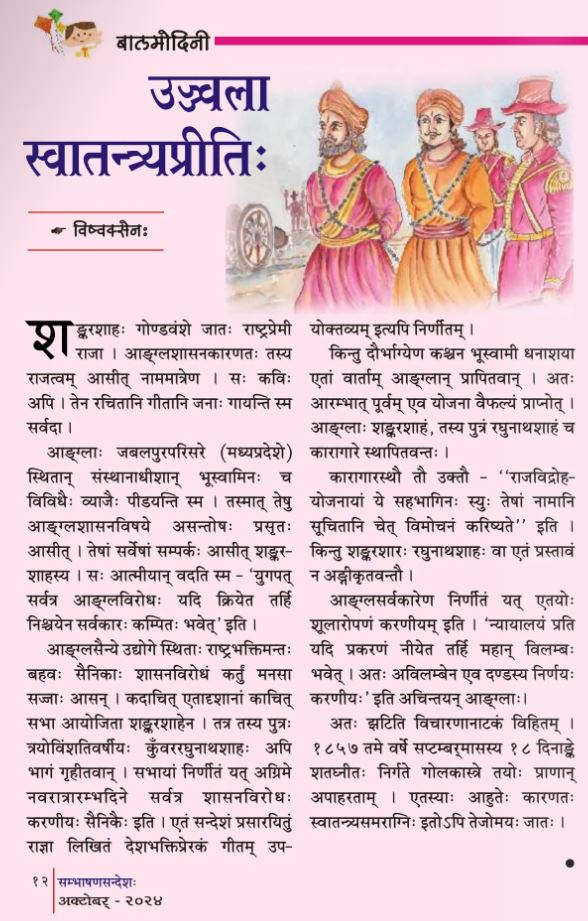 बालमोदिनी
उज्ज्वला
स्वातन्त्र्यप्रीतिः
☛ विष्वक्सेनः
शङ्करशाहः गोण्डवंशे जातः राष्ट्रप्रेमी
राजा । आङ्ग्लशासनकारणतः तस्य
राजत्वम् आसीत् नाममात्रेण । सः कविः
अपि । तेन रचितानि गीतानि जनाः गायन्ति स्म
सर्वदा ।
आङ्ग्लाः जबलपुरपरिसरे (मध्यप्रदेशे)
स्थितान् संस्थानाधीशान् भूस्वामिनः च
विविधैः व्याजैः पीडयन्ति स्म । तस्मात् तेषु
आङ्ग्लशासनविषये असन्तोषः प्रसृतः
आसीत् । तेषां सर्वेषां सम्पर्कः आसीत् शङ्कर-
शाहस्य । सः आत्मीयान् वदति स्म – ‘युगपत्
सर्वत्र आङ्ग्लविरोधः यदि क्रियेत तर्हि
निश्चयेन सर्वकारः कम्पितः भवेत्’ इति ।
आङ्ग्लसैन्ये उद्योगे स्थिताः राष्ट्रभक्तिमन्तः
बहवः सैनिकाः शासनविरोधं कर्तुं मनसा
सज्जाः आसन् । कदाचित् एतादृशानां काचित्
सभा आयोजिता शङ्करशाहेन । तत्र तस्य पुत्रः
त्रयोविंशतिवर्षीयः कुँवररघुनाथशाहः अपि
भागं गृहीतवान् । सभायां निर्णीतं यत् अग्रिमे
नवरात्रारम्भदिने सर्वत्र शासनविरोधः
करणीयः सैनिकैः इति । एतं सन्देशं प्रसारयितुं
राज्ञा लिखितं देशभक्तिप्रेरकं गीतम् उप-
योक्तव्यम् इत्यपि निर्णीतम् ।
किन्तु दौर्भाग्येण कश्चन भूस्वामी धनाशया
एतां वार्ताम् आङ्ग्लान् प्रापितवान् । अतः
आरम्भात् पूर्वम् एव योजना वैफल्यं प्राप्नोत् ।
आङ्ग्लाः शङ्करशाहं, तस्य पुत्रं रघुनाथशाहं च
कारागारे स्थापितवन्तः ।
कारागारस्थौ तौ उक्तौ – ‘‘राजविद्रोह-
योजनायां ये सहभागिनः स्युः तेषां नामानि
सूचितानि चेत् विमोचनं करिष्यते’’ इति ।
किन्तु शङ्करशारः रघुनाथशाहः वा एतं प्रस्तावं
न अङ्गीकृतवन्तौ ।
आङ्ग्लसर्वकारेण निर्णीतं यत् एतयोः
शूलारोपणं करणीयम् इति । ‘न्यायालयं प्रति
यदि प्रकरणं नीयेत तर्हि महान् विलम्बः
भवेत् । अतः अविलम्बेन एव दण्डस्य निर्णयः
करणीयः’ इति अचिन्तयन् आङ्ग्लाः।
अतः झटिति विचारणानाटकं विहितम् ।
१८५७ तमे वर्षे सप्टम्बर्‌मासस्य १८ दिनाङ्के
शतघ्नीतः निर्गते गोलकास्त्रे तयोः प्राणान्
अपाहरताम् । एतस्याः आहुतेः कारणतः
स्वातन्त्र्यसमराग्निः इतोऽपि तेजोमयः जातः ।
१२
सम्भाषणसन्देशः
अक्टोबर् - २०२४